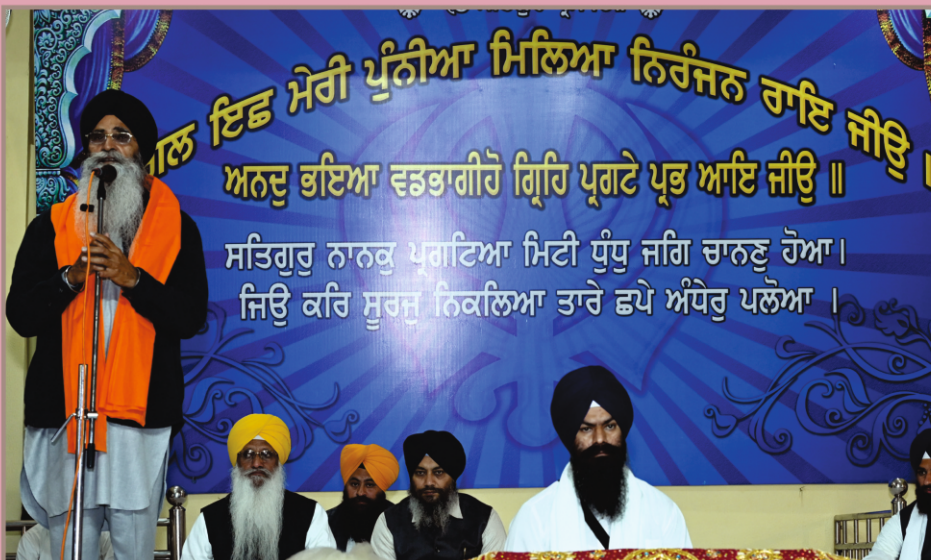 ਇਛ ਮੇਰੀ ਪੁੰਨੀਆ ਮਿਲਿਆ ਨਿਰੰਜਨ ਰਾਇ ਜੀਉ
ਅਨਦੁ ਭਇਆ ਵਡਭਾਗੀਹੋ ਗ੍ਰਿਹਿ ਪ੍ਰਗਟੇ ਪ੍ਰਭ ਆਇ ਜੀਉ ॥
ਸਤਿਗੁਰੁ ਨਾਨਕੁ ਪ੍ਰਗਟਿਆ ਮਿਟੀ ਧੁੰਧੁ ਜਗਿ ਚਾਨਣੁ ਹੋਆ।
ਜਿਉ ਕਰਿ ਸੂਰਜੁ ਨਿਕਲਿਆ ਤਾਰੇ ਛਪੇ ਅੰਧੇਰੁ ਪਲੋਆ ।